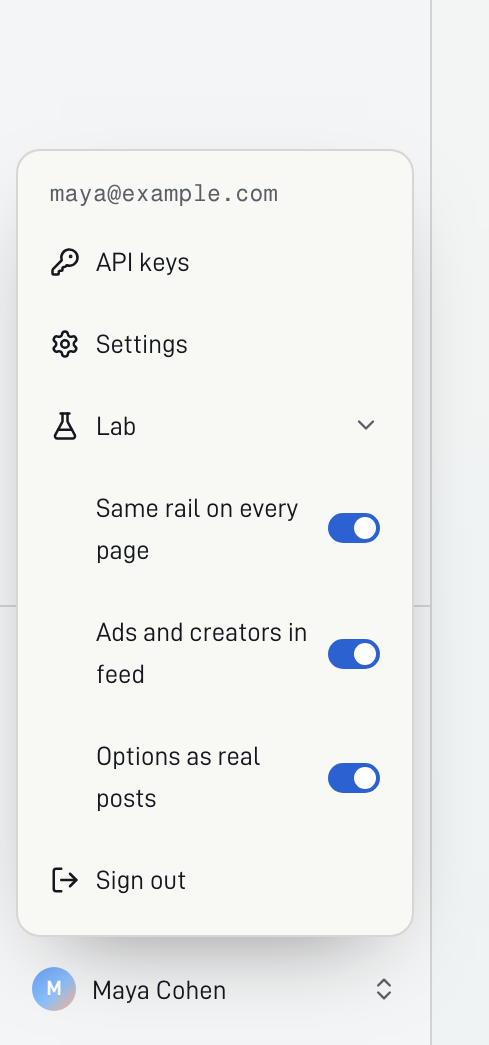 maya@example.com
API keys
Settings
Lab
Same rail on every
page
Ads and creators in
feed
Options as real
posts
Sign out
M
Maya Cohen